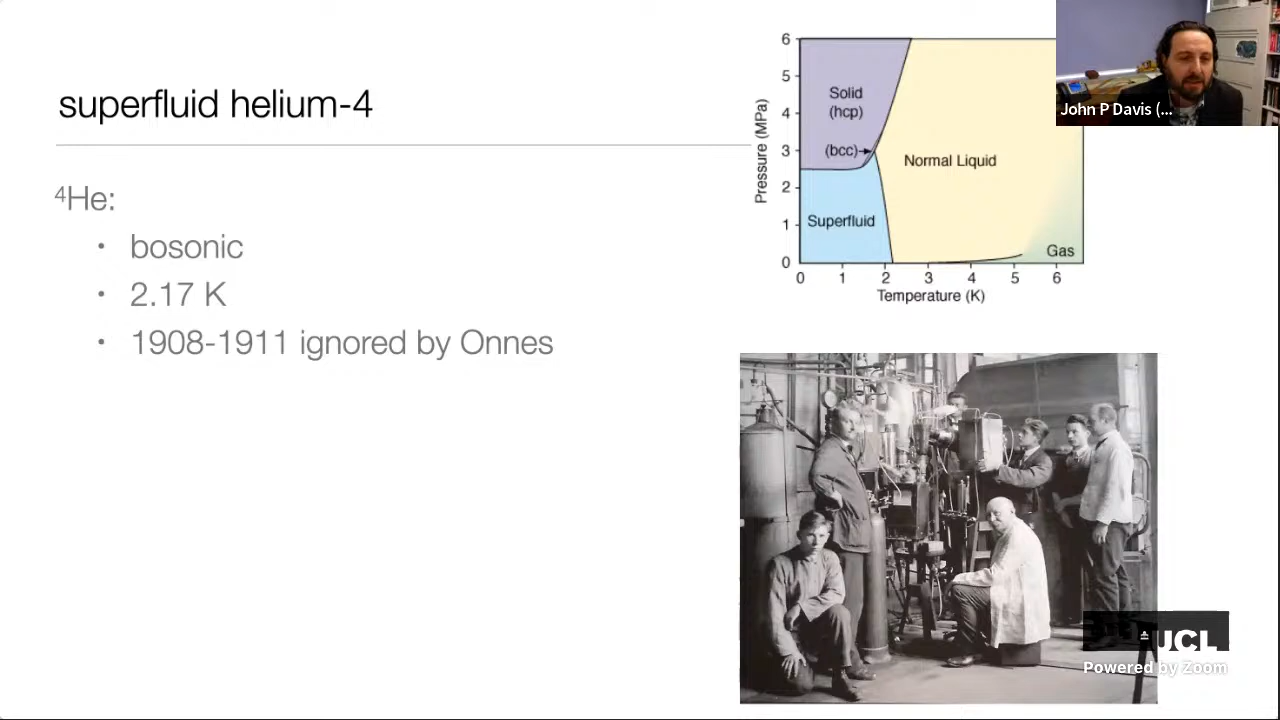 superfluid helium-4
⁴He:
• bosonic
• 2.17 K
• 1908-1911 ignored by Onnes
Pressure (MPa)
6
5
4
3
2
1
0
Solid
(hcp)
(bcc)
Normal Liquid
Superfluid
Gas
0 1 2 3 4 5 6
Temperature (K)
John P Davis (...
UCL
Powered by Zoom